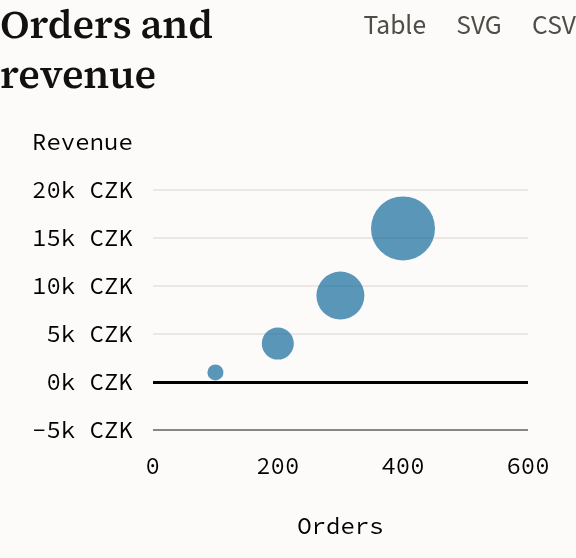 Orders and
revenue
Table SVG CSV
Revenue
20k CZK
15k CZK
10k CZK
5k CZK
0k CZK
−5k CZK
0 200 400 600
Orders